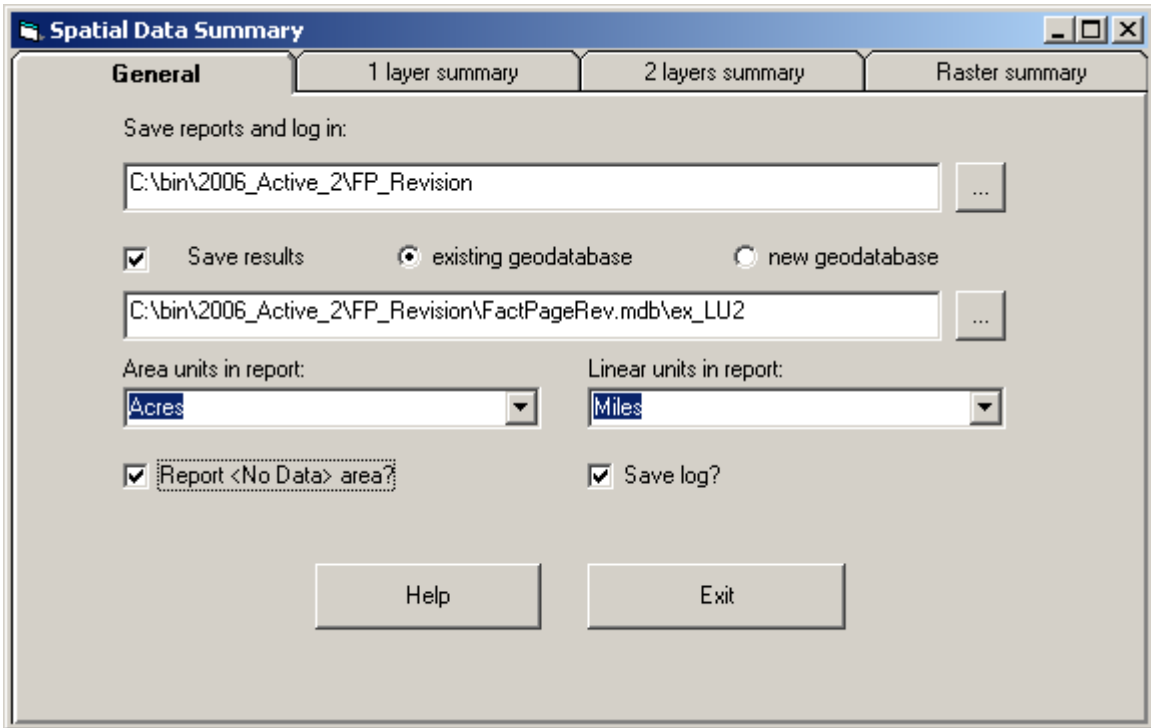 Spatial Data Summary
General 1 layer summary 2 layers summary Raster summary
Save reports and log in:
C:\bin\2006_Active_2\FP_Revision ...
Save results existing geodatabase new geodatabase
C:\bin\2006_Active_2\FP_Revision\FactPageRev.mdb\ex_LU2 ...
Area units in report: Linear units in report:
Acres Miles
Report <No Data> area? Save log?
Help Exit